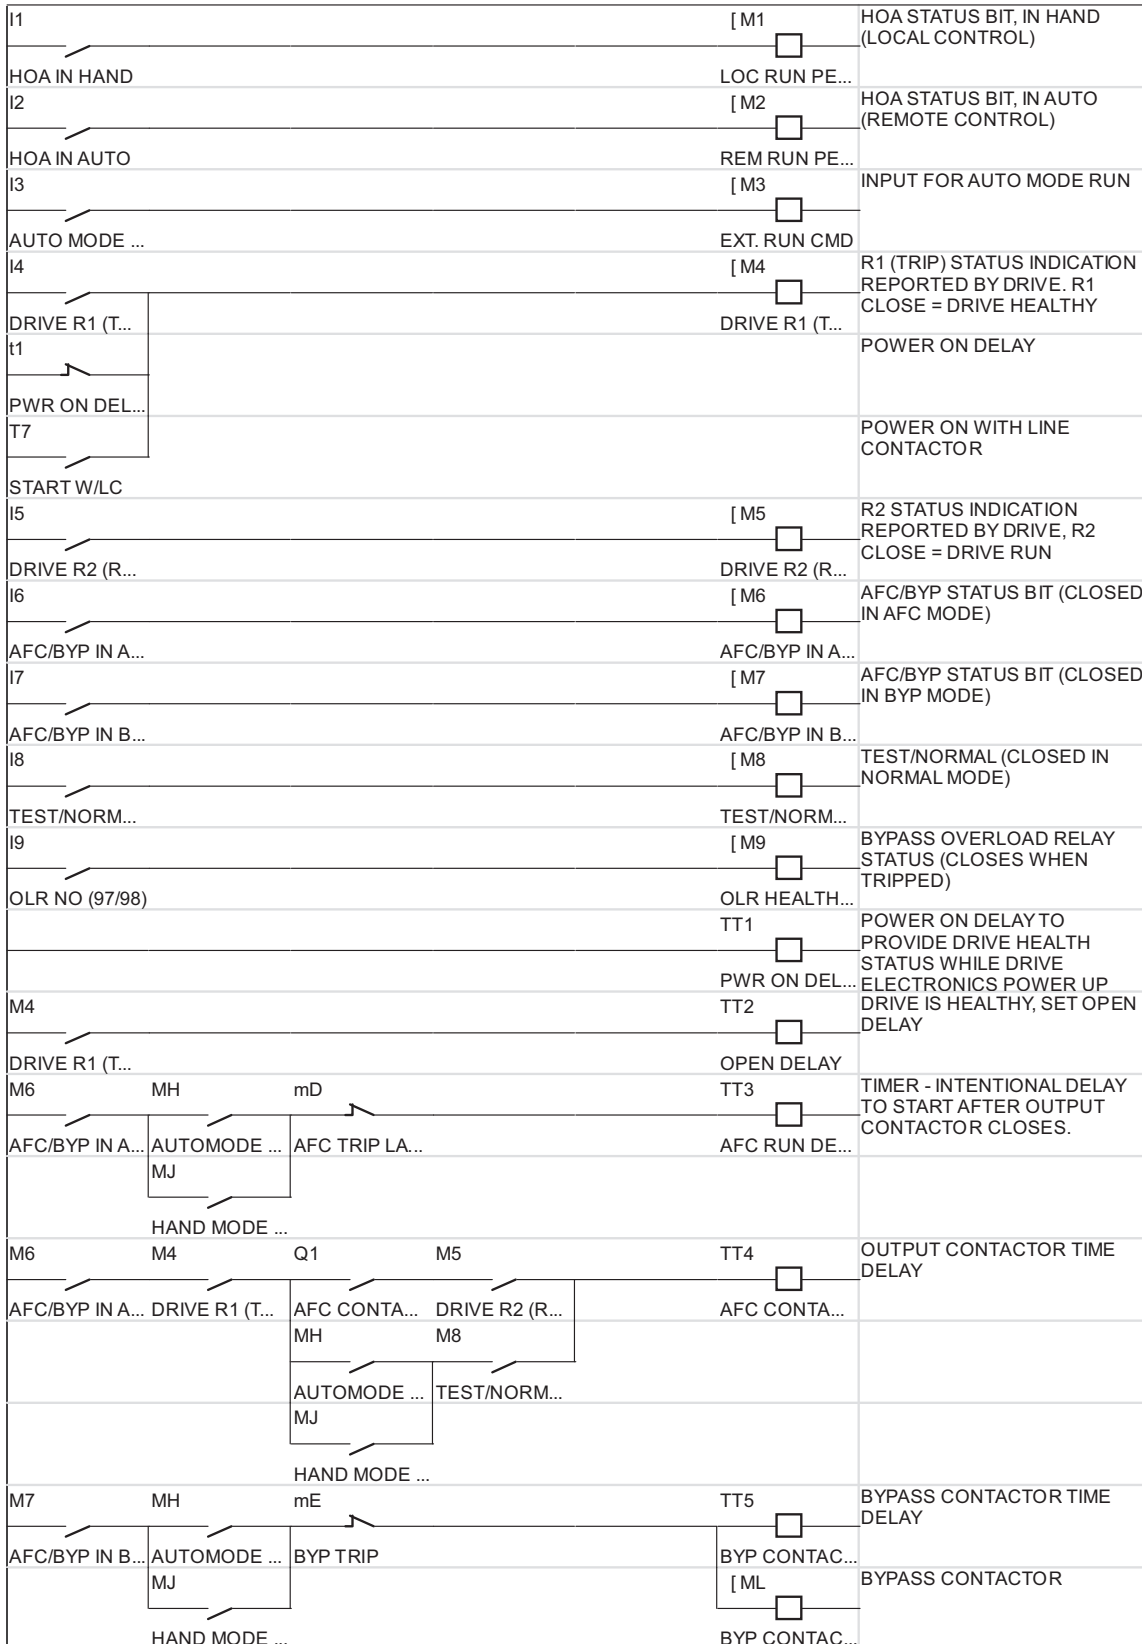 I1
[ M1
HOA STATUS BIT, IN HAND
(LOCAL CONTROL)
HOA IN HAND
LOC RUN PE...
I2
[ M2
HOA STATUS BIT, IN AUTO
(REMOTE CONTROL)
HOA IN AUTO
REM RUN PE...
I3
[ M3
INPUT FOR AUTO MODE RUN
AUTO MODE ...
EXT. RUN CMD
I4
[ M4
R1 (TRIP) STATUS INDICATION
REPORTED BY DRIVE. R1
CLOSE = DRIVE HEALTHY
DRIVE R1 (T...
DRIVE R1 (T...
t1
POWER ON DELAY
PWR ON DEL...
T7
POWER ON WITH LINE
CONTACTOR
START W/LC
I5
[ M5
R2 STATUS INDICATION
REPORTED BY DRIVE, R2
CLOSE = DRIVE RUN
DRIVE R2 (R...
DRIVE R2 (R...
I6
[ M6
AFC/BYP STATUS BIT (CLOSED
IN AFC MODE)
AFC/BYP IN A...
AFC/BYP IN A...
I7
[ M7
AFC/BYP STATUS BIT (CLOSED
IN BYP MODE)
AFC/BYP IN B...
AFC/BYP IN B...
I8
[ M8
TEST/NORMAL (CLOSED IN
NORMAL MODE)
TEST/NORM...
TEST/NORM...
I9
[ M9
BYPASS OVERLOAD RELAY
STATUS (CLOSES WHEN
TRIPPED)
OLR NO (97/98)
OLR HEALTH...
TT1
POWER ON DELAY TO
PROVIDE DRIVE HEALTH
STATUS WHILE DRIVE
ELECTRONICS POWER UP
PWR ON DEL...
M4
TT2
DRIVE IS HEALTHY, SET OPEN
DELAY
DRIVE R1 (T...
OPEN DELAY
M6
MH
mD
TT3
TIMER - INTENTIONAL DELAY
TO START AFTER OUTPUT
CONTACTOR CLOSES.
AFC/BYP IN A...
AUTOMODE ...
AFC TRIP LA...
AFC RUN DE...
MJ
HAND MODE ...
M6
M4
Q1
M5
TT4
OUTPUT CONTACTOR TIME
DELAY
AFC/BYP IN A...
DRIVE R1 (T...
AFC CONTA...
DRIVE R2 (R...
AFC CONTA...
MH
M8
AUTOMODE ...
TEST/NORM...
MJ
HAND MODE ...
M7
MH
mE
TT5
BYPASS CONTACTOR TIME
DELAY
AFC/BYP IN B...
AUTOMODE ...
BYP TRIP
BYP CONTAC...
MJ
[ ML
BYPASS CONTACTOR
HAND MODE ...
BYP CONTAC...